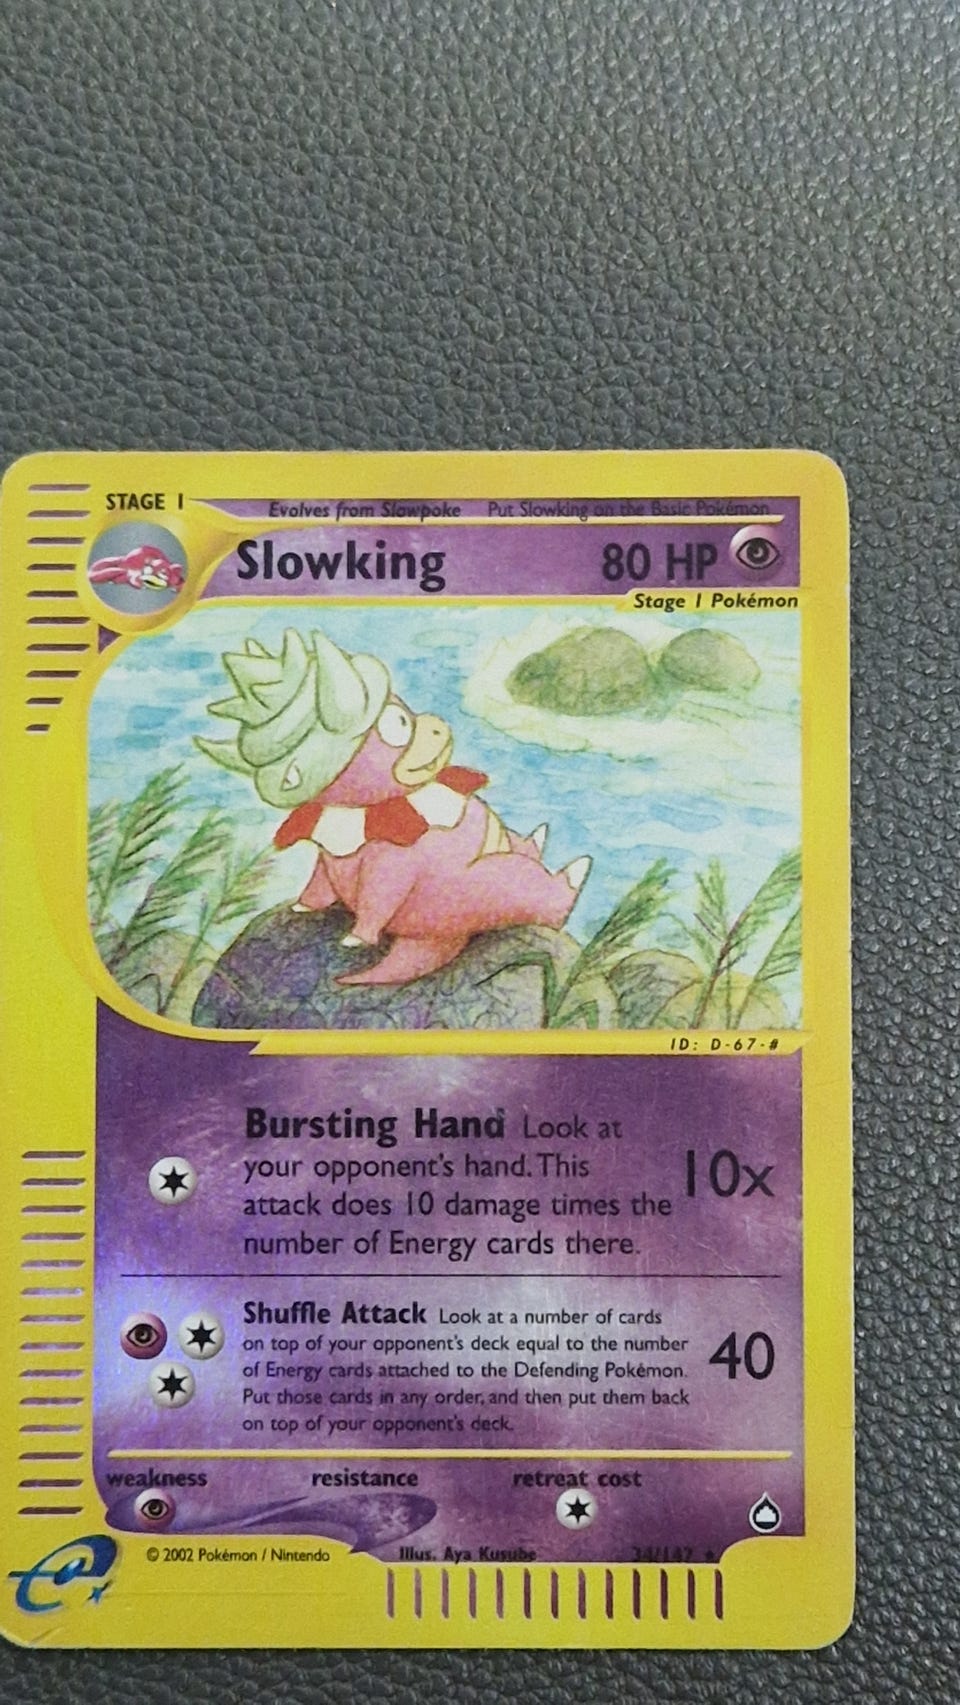 STAGE 1
Evolves from Slowpoke Put Slowking on the Basic Pokémon
Slowking 80 HP
Stage 1 Pokémon
ID: D-67-#
Bursting Hand Look at
your opponent's hand. This
attack does 10 damage times the
number of Energy cards there.
10x
Shuffle Attack Look at a number of cards
on top of your opponent's deck equal to the number
of Energy cards attached to the Defending Pokémon.
Put those cards in any order, and then put them back
on top of your opponent's deck.
40
weakness resistance retreat cost
e
© 2002 Pokémon / Nintendo Illus. Aya Kusube 34/147 ★